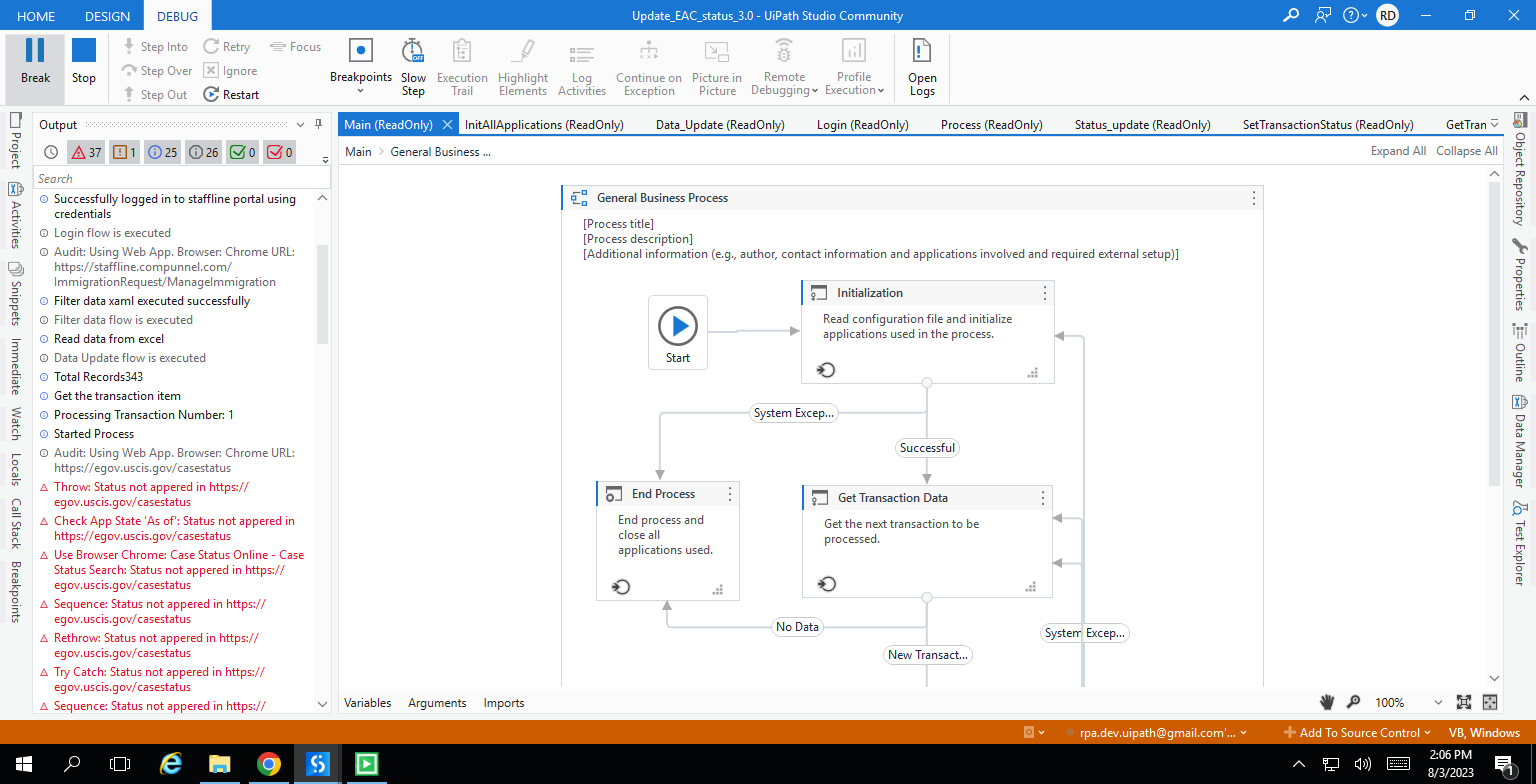 HOME DESIGN DEBUG
Update_EAC_status_3.0 - UiPath Studio Community
RD
Break
Stop
Step Into
Step Over
Step Out
Retry
Ignore
Restart
Focus
Breakpoints
Slow
Step
OFF
Execution
Trail
Highlight
Elements
Log
Activities
Continue on
Exception
Picture in
Picture
Remote
Debugging
Profile
Execution
Open
Logs
Project
Activities
Snippets
Immediate
Watch
Locals
Call Stack
Breakpoints
Output
37 1 25 26 0 0
Search
Successfully logged in to staffline portal using
credentials
Login flow is executed
Audit: Using Web App. Browser: Chrome URL:
https://staffline.compunnel.com/
ImmigrationRequest/ManageImmigration
Filter data xaml executed successfully
Filter data flow is executed
Read data from excel
Data Update flow is executed
Total Records343
Get the transaction item
Processing Transaction Number: 1
Started Process
Audit: Using Web App. Browser: Chrome URL:
https://egov.uscis.gov/casestatus
Throw: Status not appered in https://
egov.uscis.gov/casestatus
Check App State 'As of': Status not appered in
https://egov.uscis.gov/casestatus
Use Browser Chrome: Case Status Online - Case
Status Search: Status not appered in https://
egov.uscis.gov/casestatus
Sequence: Status not appered in https://
egov.uscis.gov/casestatus
Rethrow: Status not appered in https://
egov.uscis.gov/casestatus
Try Catch: Status not appered in https://
egov.uscis.gov/casestatus
Sequence: Status not appered in https://
Main (ReadOnly) InitAllApplications (ReadOnly) Data_Update (ReadOnly) Login (ReadOnly) Process (ReadOnly) Status_update (ReadOnly) SetTransactionStatus (ReadOnly) GetTran
Main General Business ...
Expand All Collapse All
General Business Process
[Process title]
[Process description]
[Additional information (e.g., author, contact information and applications involved and required external setup)]
Start
Initialization
Read configuration file and initialize
applications used in the process.
System Excep...
Successful
End Process
End process and
close all
applications used.
Get Transaction Data
Get the next transaction to be
processed.
No Data
System Excep...
New Transact...
Variables Arguments Imports
100%
Object Repository
Properties
Outline
Data Manager
Test Explorer
rpa.dev.uipath@gmail.com'...
Add To Source Control
VB, Windows
2:06 PM
8/3/2023
1